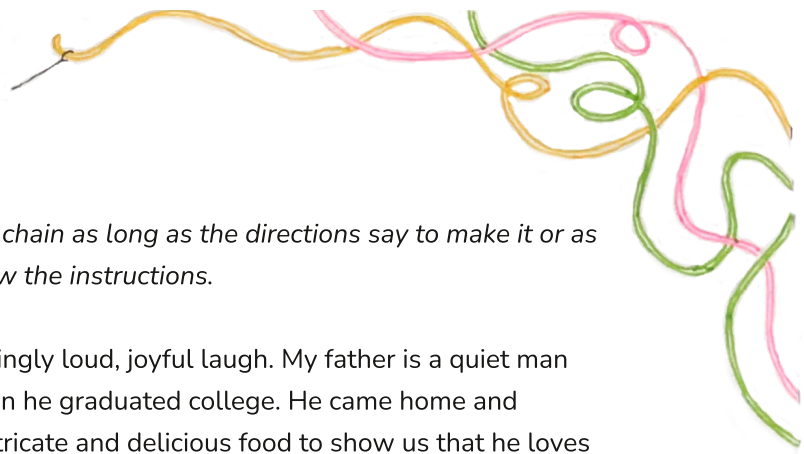 chain as long as the directions say to make it or as
the instructions.
loud, joyful laugh. My father is a quiet man
he graduated college. He came home and
and delicious food to show us that he loves